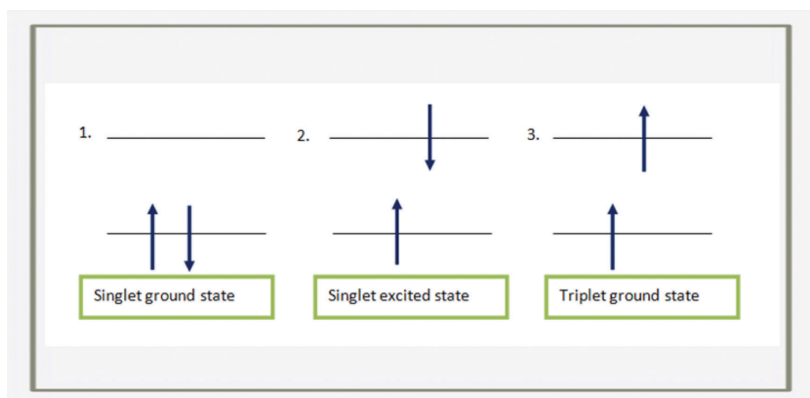 1.
2.
3.
Singlet ground state
Singlet excited state
Triplet ground state